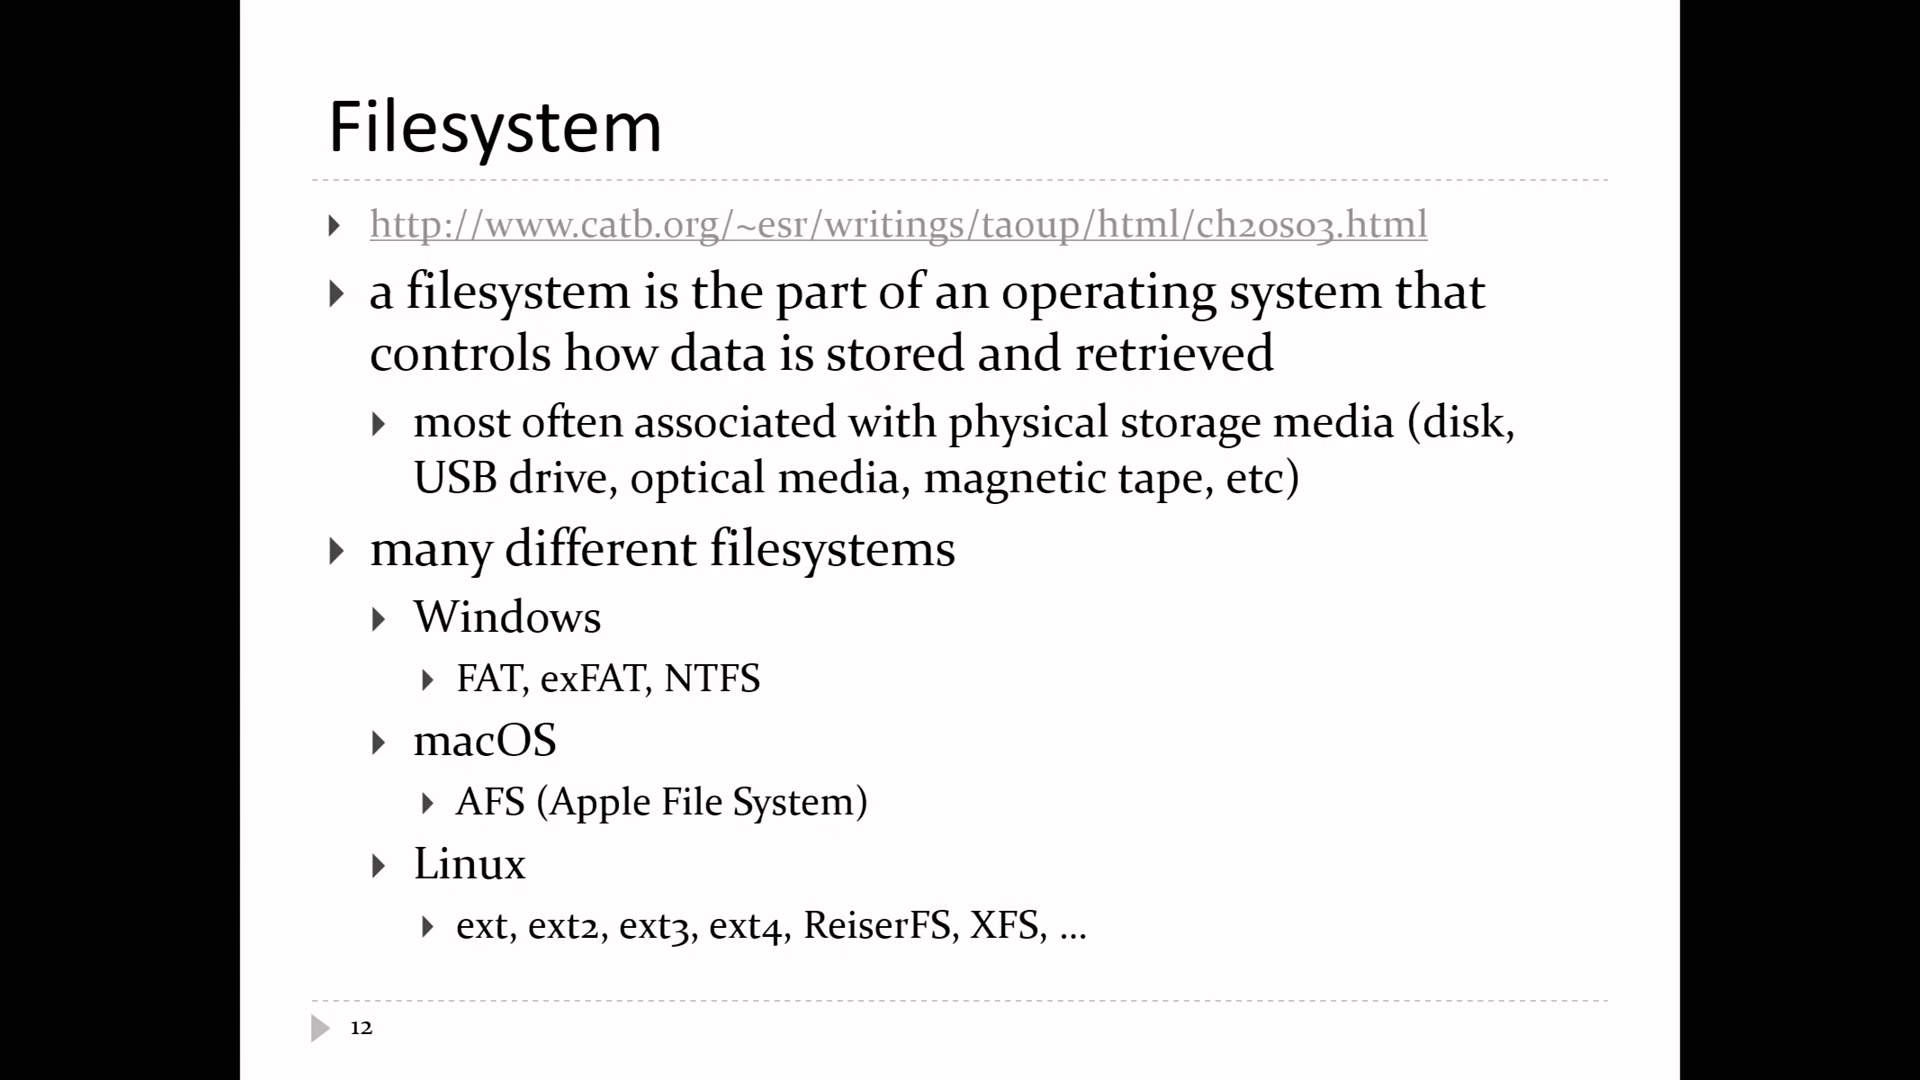 Filesystem
http://www.catb.org/~esr/writings/taoup/html/ch20s03.html
a filesystem is the part of an operating system that
controls how data is stored and retrieved
most often associated with physical storage media (disk,
USB drive, optical media, magnetic tape, etc)
many different filesystems
Windows
FAT, exFAT, NTFS
macOS
AFS (Apple File System)
Linux
ext, ext2, ext3, ext4, ReiserFS, XFS, ...
12